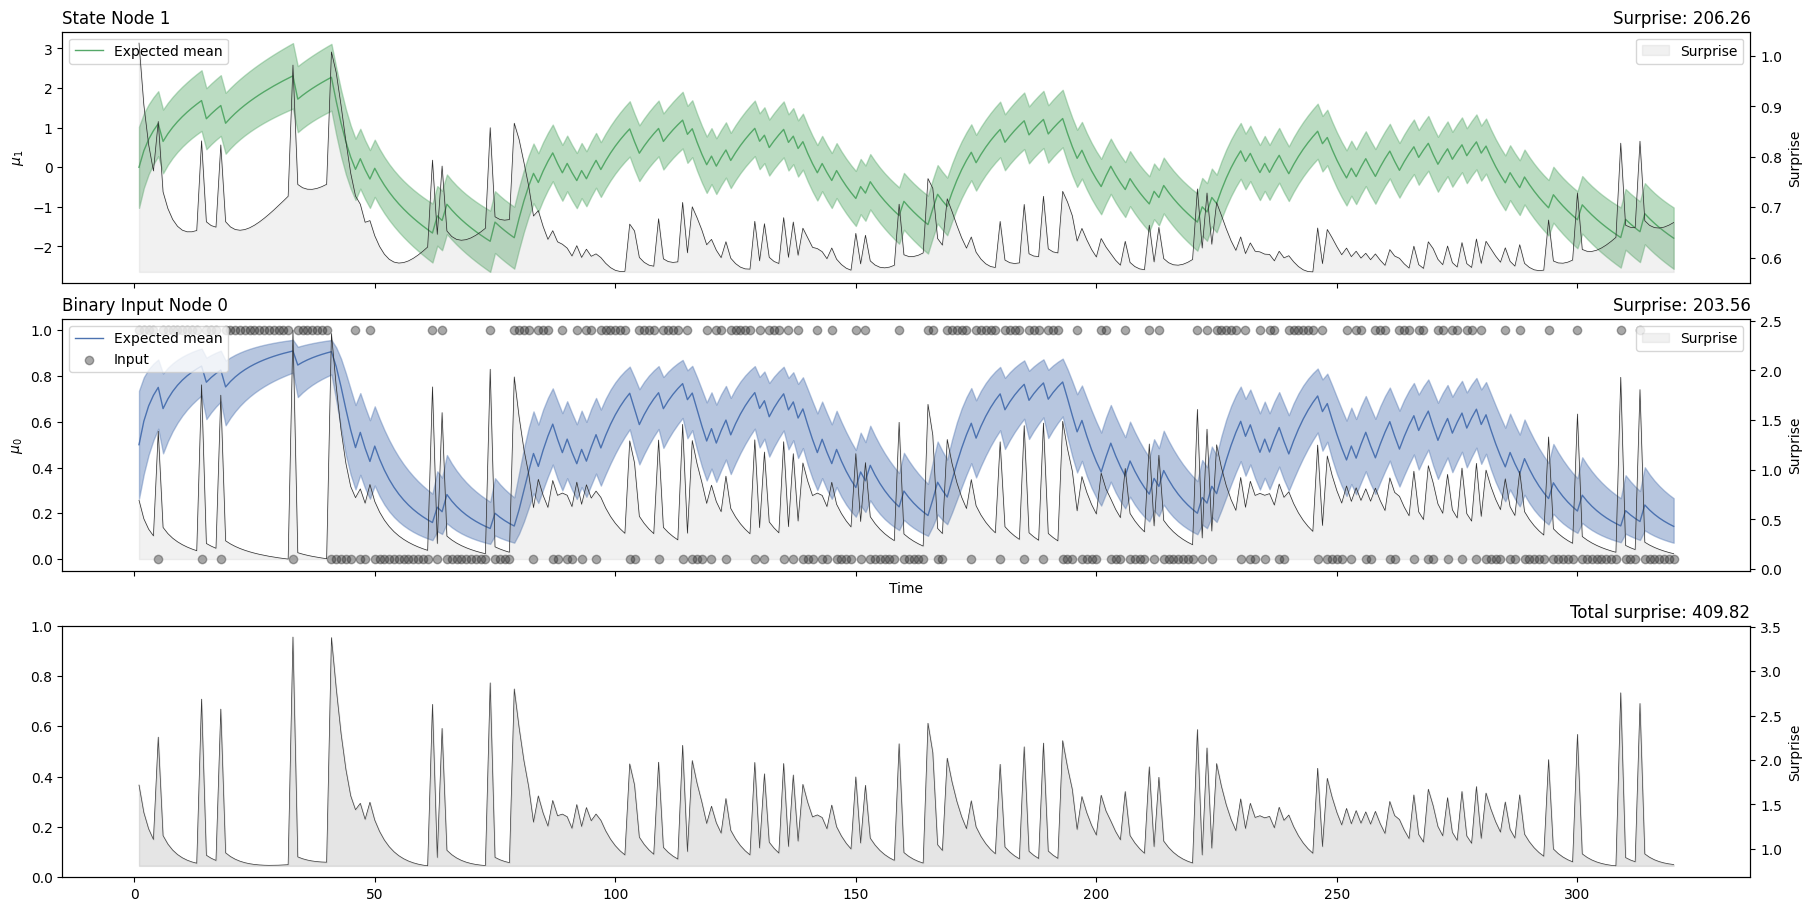 State Node 1
Surprise: 206.26
Expected mean
Surprise
3
2
1
0
−1
−2
μ1
1.0
0.9
0.8
0.7
0.6
Surprise
Binary Input Node 0
Surprise: 203.56
Expected mean
Input
Surprise
1.0
0.8
0.6
0.4
0.2
0.0
μ0
2.5
2.0
1.5
1.0
0.5
0.0
Surprise
Time
Total surprise: 409.82
1.0
0.8
0.6
0.4
0.2
0.0
3.5
3.0
2.5
2.0
1.5
1.0
Surprise
0 50 100 150 200 250 300